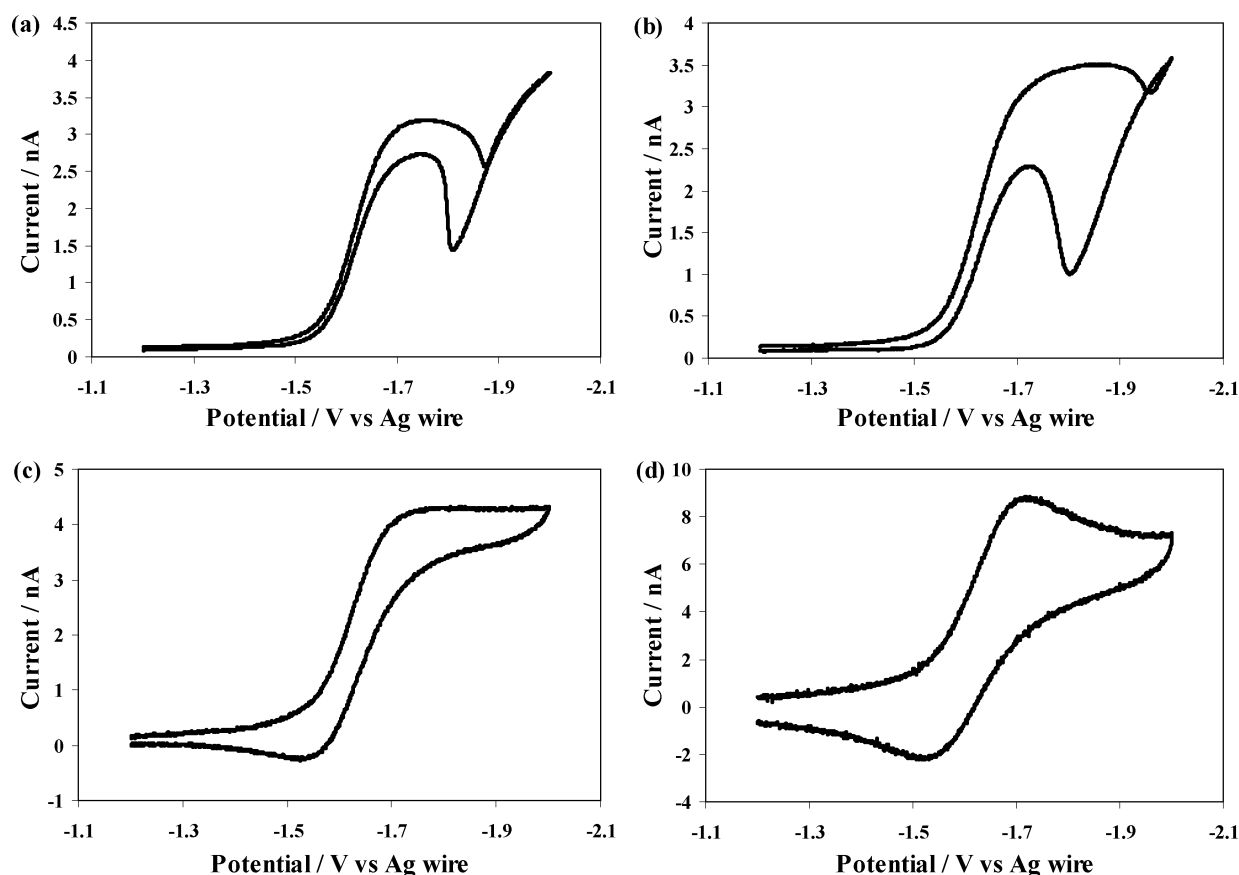 (a)
4.5
4
3.5
3
2.5
2
1.5
1
0.5
0
Current / nA
-1.1 -1.3 -1.5 -1.7 -1.9 -2.1
Potential / V vs Ag wire
(b)
4
3.5
3
2.5
2
1.5
1
0.5
0
Current / nA
-1.1 -1.3 -1.5 -1.7 -1.9 -2.1
Potential / V vs Ag wire
(c)
5
4
3
2
1
0
-1
Current / nA
-1.1 -1.3 -1.5 -1.7 -1.9 -2.1
Potential / V vs Ag wire
(d)
10
8
6
4
2
0
-2
-4
Current / nA
-1.1 -1.3 -1.5 -1.7 -1.9 -2.1
Potential / V vs Ag wire